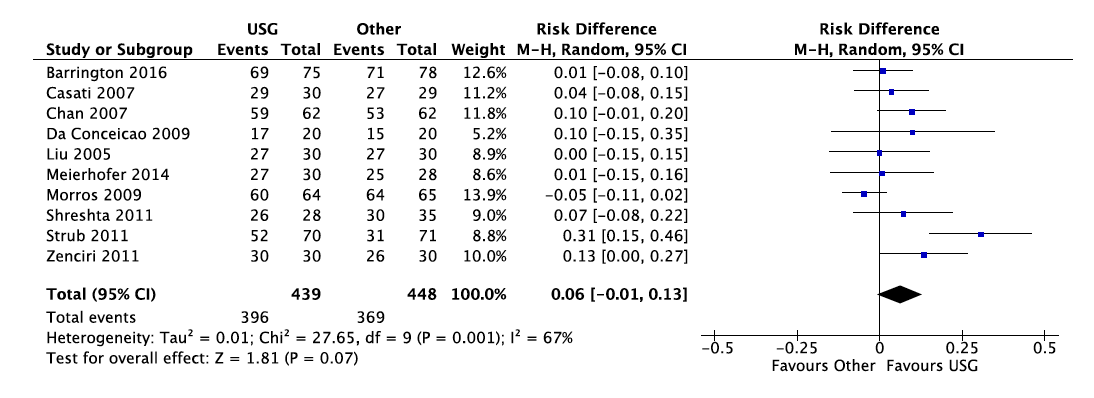 USG Other Risk Difference Risk Difference
Study or Subgroup Events Total Events Total Weight M-H, Random, 95% CI M-H, Random, 95% CI
Barrington 2016 69 75 71 78 12.6% 0.01 [-0.08, 0.10]
Casati 2007 29 30 27 29 11.2% 0.04 [-0.08, 0.15]
Chan 2007 59 62 53 62 11.8% 0.10 [-0.01, 0.20]
Da Conceicao 2009 17 20 15 20 5.2% 0.10 [-0.15, 0.35]
Liu 2005 27 30 27 30 8.9% 0.00 [-0.15, 0.15]
Meierhofer 2014 27 30 25 28 8.6% 0.01 [-0.15, 0.16]
Morros 2009 60 64 64 65 13.9% -0.05 [-0.11, 0.02]
Shreshta 2011 26 28 30 35 9.0% 0.07 [-0.08, 0.22]
Strub 2011 52 70 31 71 8.8% 0.31 [0.15, 0.46]
Zenciri 2011 30 30 26 30 10.0% 0.13 [0.00, 0.27]
Total (95% CI) 439 448 100.0% 0.06 [-0.01, 0.13]
Total events 396 369
Heterogeneity: Tau² = 0.01; Chi² = 27.65, df = 9 (P = 0.001); I² = 67%
Test for overall effect: Z = 1.81 (P = 0.07)
-0.5 -0.25 0 0.25 0.5
Favours Other Favours USG